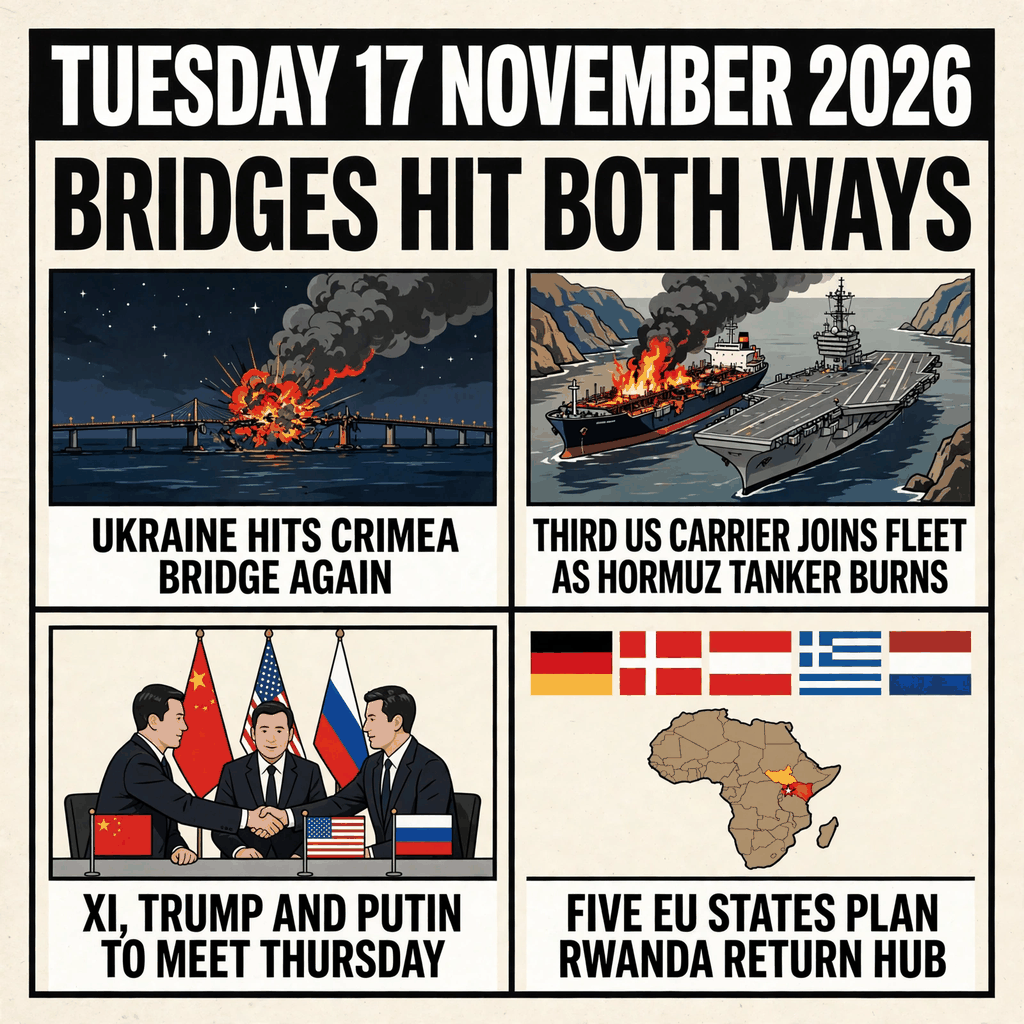 TUESDAY 17 NOVEMBER 2026
BRIDGES HIT BOTH WAYS
UKRAINE HITS CRIMEA
BRIDGE AGAIN
THIRD US CARRIER JOINS FLEET
AS HORMUZ TANKER BURNS
XI, TRUMP AND PUTIN
TO MEET THURSDAY
FIVE EU STATES PLAN
RWANDA RETURN HUB